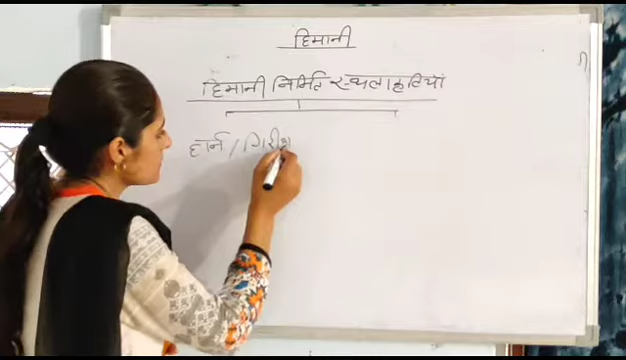 हिमानी
हिमानी निर्मित स्थलाकृतियां
हॉर्न / गिरीश